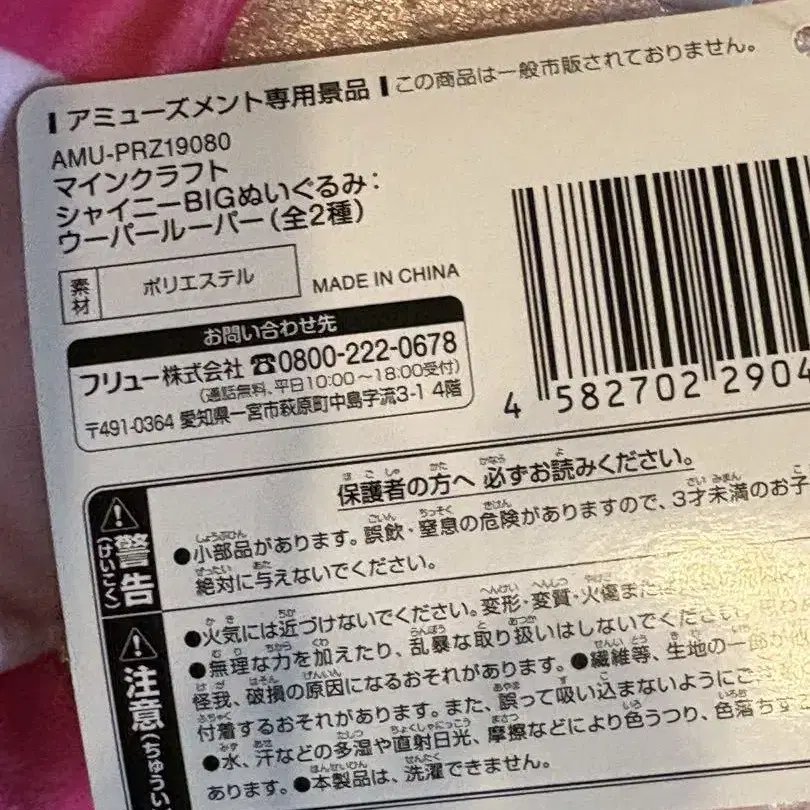 アミューズメント専用景品 この商品は一般市販されておりません。
AMU-PRZ19080
マインクラフト
シャイニーBIGぬいぐるみ:
ウーパールーパー(全2種)
素材 ポリエステル MADE IN CHINA
お問い合わせ先
フリュー株式会社 ☎0800-222-0678
(通話無料、平日10:00～18:00受付)
〒491-0364 愛知県一宮市萩原町中島字流3-1 4階
4 582702 2904
警告(けいこく)
保護者の方へ 必ずお読みください。
●小部品があります。誤飲・窒息の危険がありますので、3才未満のお子
絶対に与えないでください。
注意(ちゅうい
●火気には近づけないでください。変形・変質・火傷また
●無理な力を加えたり、乱暴な取り扱いはしないでください。
怪我、破損の原因になるおそれがあります。●繊維等、生地の一部が
付着するおそれがあります。また、誤って吸い込まないようにご
●水、汗などの多湿や直射日光、摩擦などにより色うつり、色落ちす
あります。●本製品は、洗濯できません。